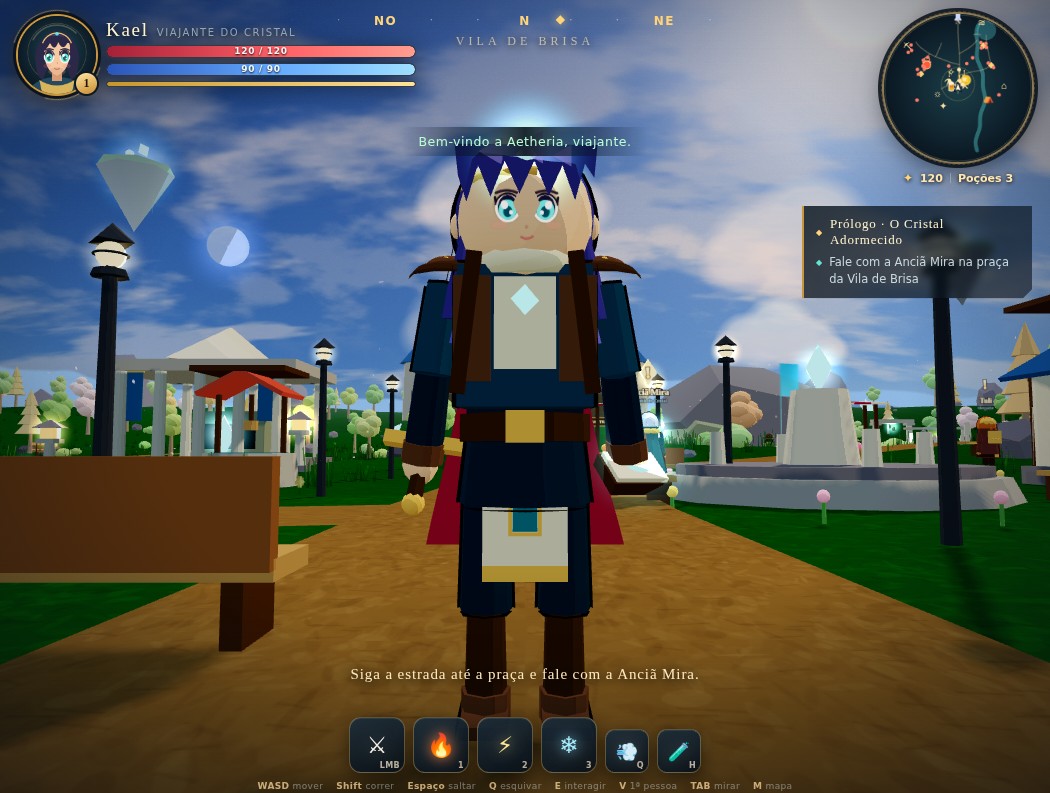 Kael VIAJANTE DO CRISTAL
120 / 120
90 / 90
1
NO N NE
VILA DE BRISA
Bem-vindo a Aetheria, viajante.
120 | Poções 3
Prólogo · O Cristal
Adormecido
Fale com a Anciã Mira na praça
da Vila de Brisa
Anciã Mira
Tuli
Siga a estrada até a praça e fale com a Anciã Mira.
LMB 1 2 3 Q H
WASD mover Shift correr Espaço saltar Q esquivar E interagir V 1ª pessoa TAB mirar M mapa